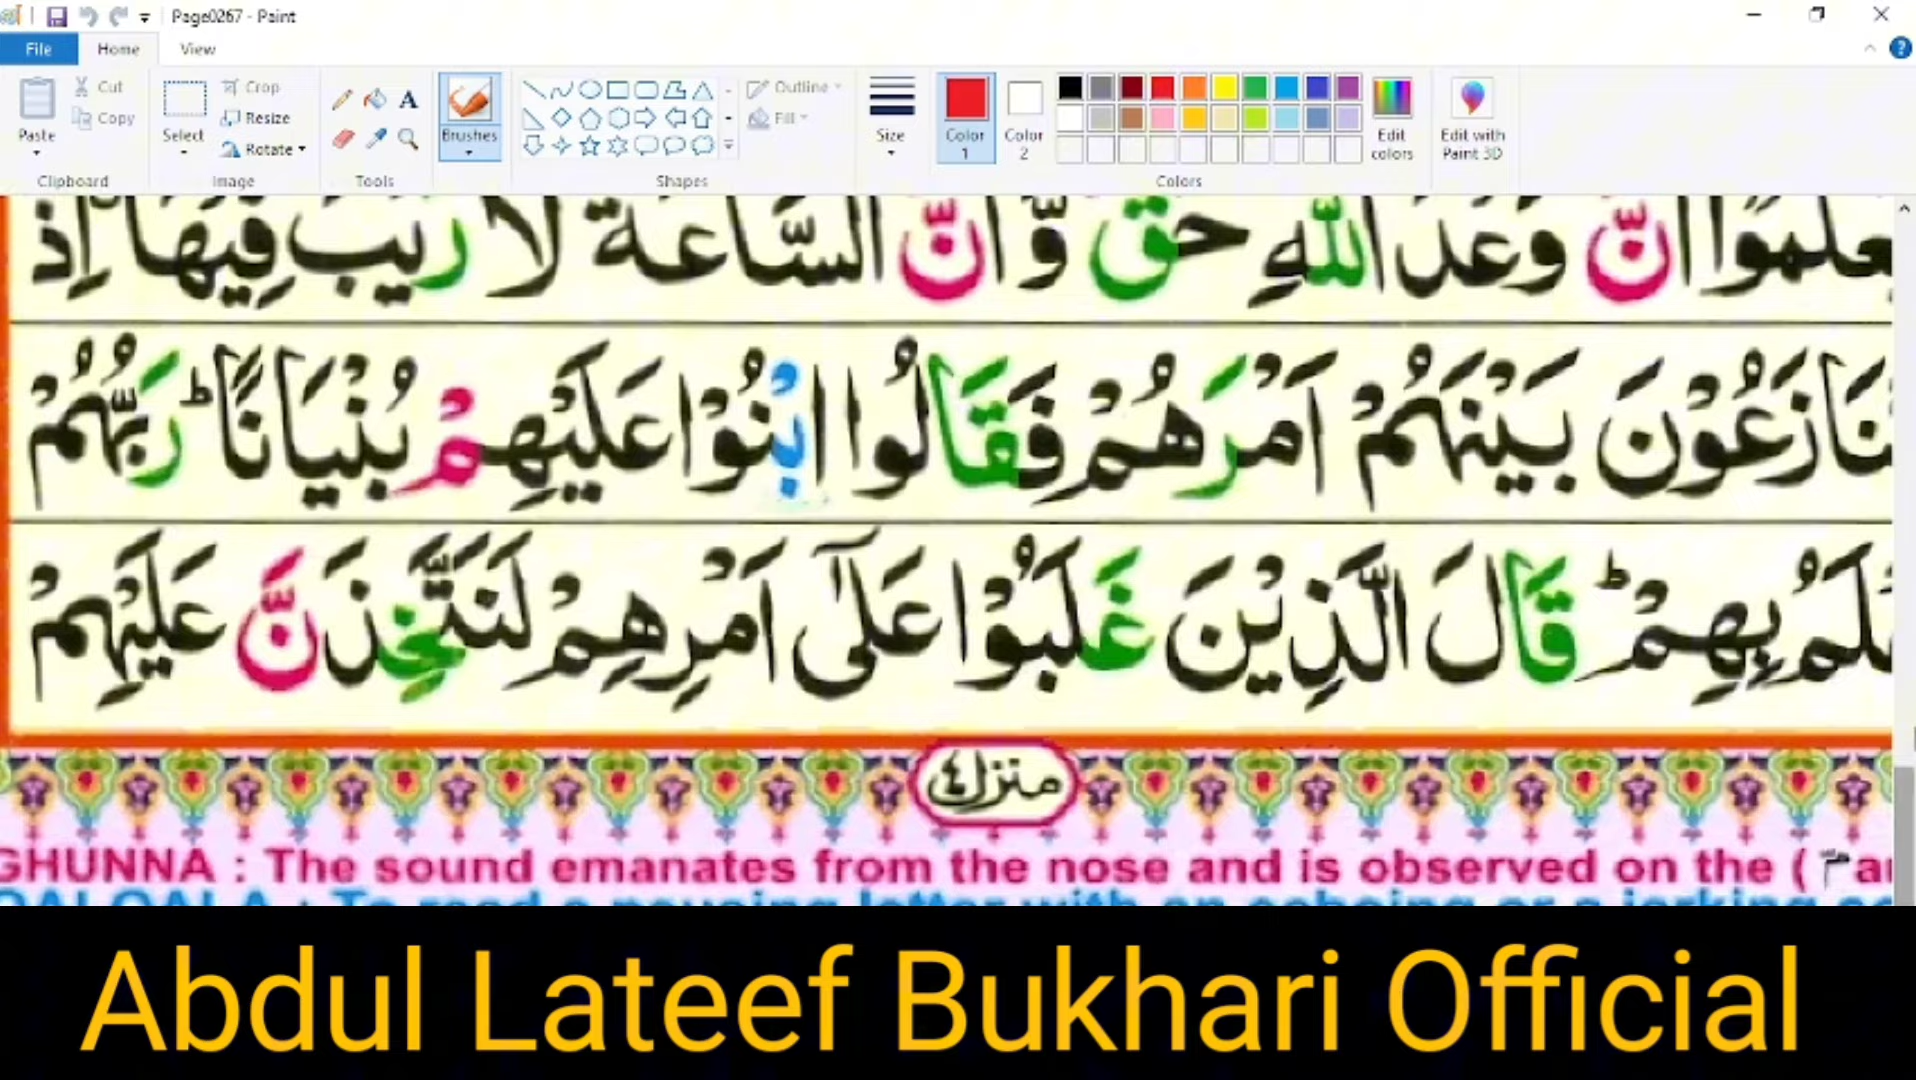 Page0267 - Paint
File Home View
Cut
Copy
Paste
Clipboard
Crop
Resize
Rotate
Select
Image
Tools
Brushes
Shapes
Outline
Fill
Size
Color 1
Color 2
Colors
Edit colors
Edit with Paint 3D
اَنَّ وَعْدَ اللّٰهِ حَقٌّ وَّ اَنَّ السَّاعَةَ لَا رَيْبَ فِيْهَا اِذْ
بَيْنَهُمْ اَمْرَهُمْ فَقَالُوا ابْنُوْا عَلَيْهِمْ بُنْيَانًا ؕ رَبُّهُمْ
بِهِمْ ؕ قَالَ الَّذِيْنَ غَلَبُوْا عَلٰٓى اَمْرِهِمْ لَنَتَّخِذَنَّ عَلَيْهِمْ
منزل ٤
GHUNNA : The sound emanates from the nose and is observed on the (
Abdul Lateef Bukhari Official